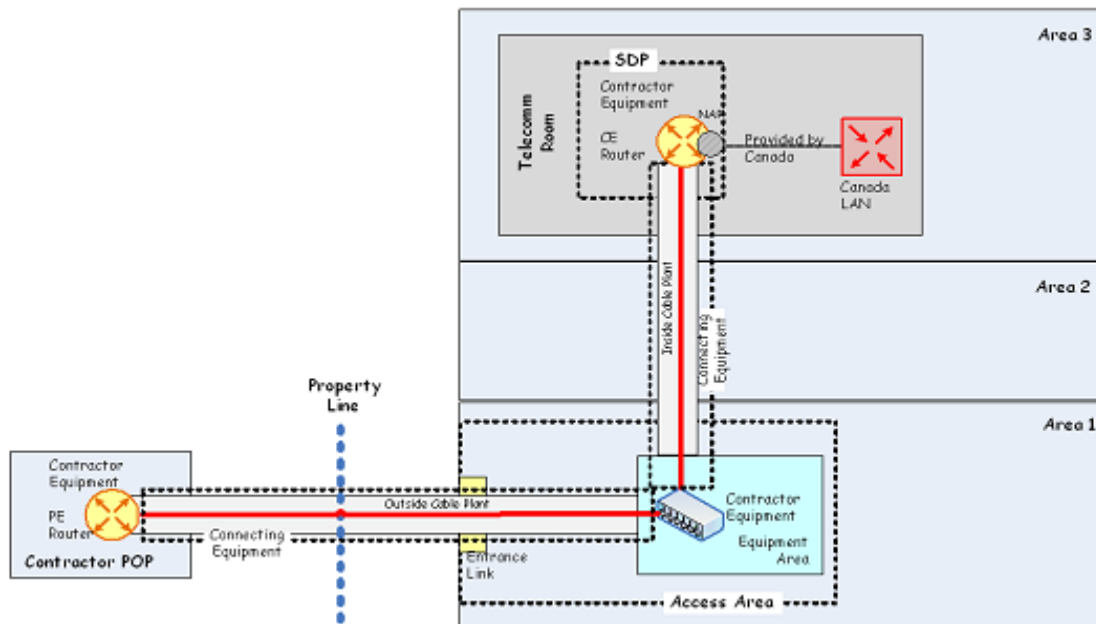 Area 3
SDP
Contractor
Equipment
NAP
CE
Router
Telecomm
Room
Provided by
Canada
Canada
LAN
Area 2
Inside Cable Plant
Connecting
Equipment
Property
Line
Area 1
Contractor
Equipment
PE
Router
Contractor POP
Outside Cable Plant
Connecting
Equipment
Entrance
Link
Contractor
Equipment
Equipment
Area
Access Area